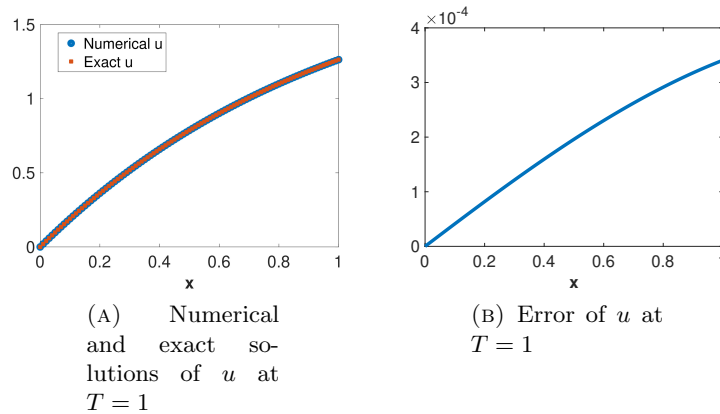 1.5
1
0.5
0
Numerical u
Exact u
0 0.2 0.4 0.6 0.8 1
x
(A) Numerical
and exact so-
lutions of u at
T = 1
×10⁻⁴
4
3
2
1
0
0 0.2 0.4 0.6 0.8 1
x
(B) Error of u at
T = 1